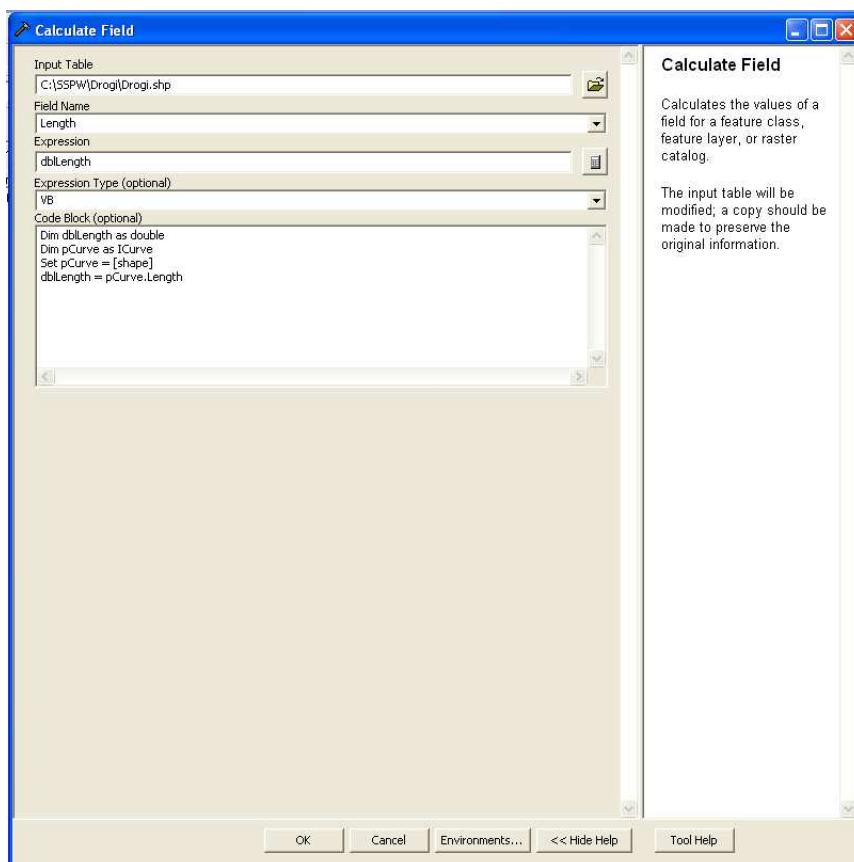 Calculate Field
Input Table
C:\SSPW\Drogi\Drogi.shp
Field Name
Length
Expression
dblLength
Expression Type (optional)
VB
Code Block (optional)
Dim dblLength as double
Dim pCurve as ICurve
Set pCurve = [shape]
dblLength = pCurve.Length
OK
Cancel
Environments...
<< Hide Help
Tool Help
Calculate Field
Calculates the values of a
field for a feature class,
feature layer, or raster
catalog.
The input table will be
modified; a copy should be
made to preserve the
original information.